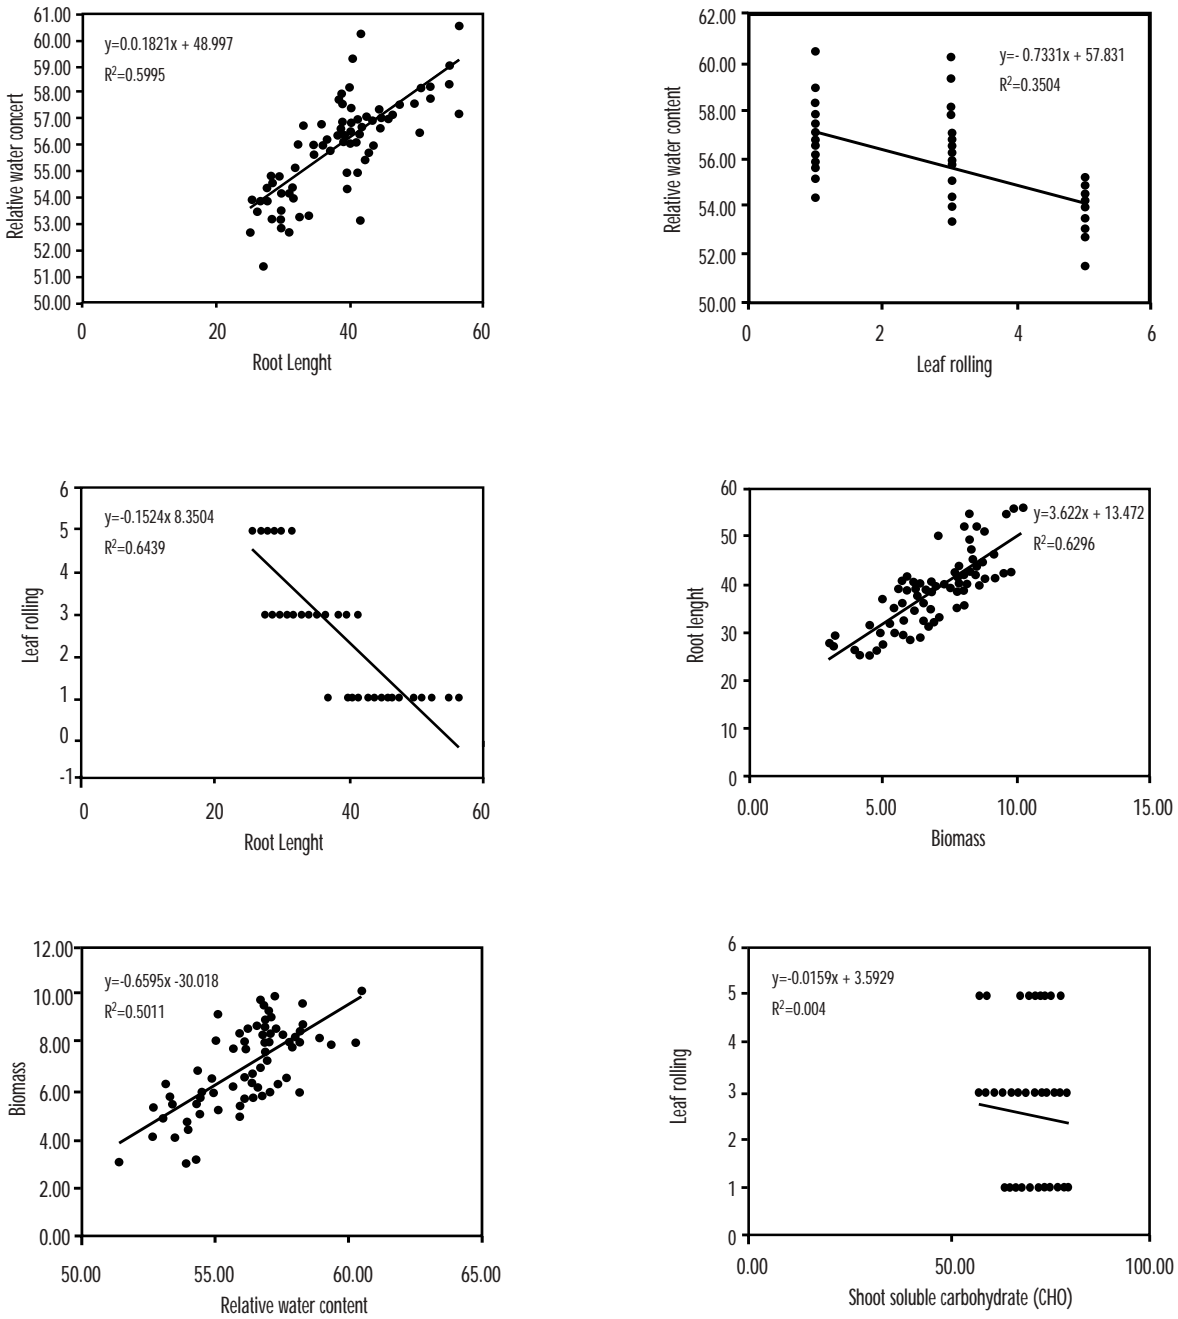 61.00
60.00
59.00
58.00
57.00
56.00
55.00
54.00
53.00
52.00
51.00
50.00
Relative water concert
y=0.0.1821x + 48.997
R²=0.5995
0 20 40 60
Root Lenght
62.00
60.00
58.00
56.00
54.00
52.00
50.00
Relative water content
y=- 0.7331x + 57.831
R²=0.3504
0 2 4 6
Leaf rolling
6
5
4
3
2
1
0
-1
Leaf rolling
y=-0.1524x 8.3504
R²=0.6439
0 20 40 60
Root Lenght
60
50
40
30
20
10
0
Root lenght
y=3.622x + 13.472
R²=0.6296
0.00 5.00 10.00 15.00
Biomass
12.00
10.00
8.00
6.00
4.00
2.00
0.00
Biomass
y=-0.6595x -30.018
R²=0.5011
50.00 55.00 60.00 65.00
Relative water content
6
5
4
3
2
1
0
Leaf rolling
y=-0.0159x + 3.5929
R²=0.004
0.00 50.00 100.00
Shoot soluble carbohydrate (CHO)